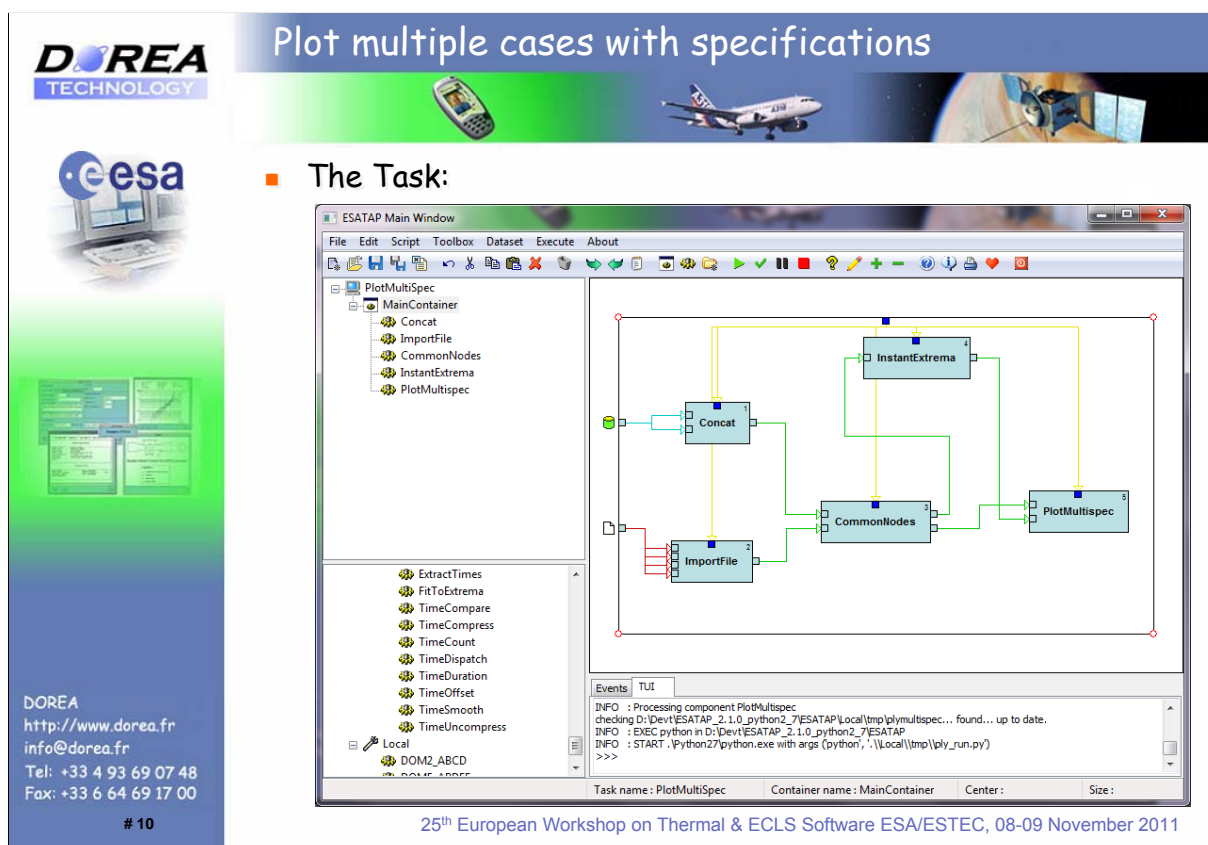 Plot multiple cases with specifications
DOREA
TECHNOLOGY
A318
esa
The Task:
ESATAP Main Window
File Edit Script Toolbox Dataset Execute About
PlotMultiSpec
MainContainer
Concat
ImportFile
CommonNodes
InstantExtrema
PlotMultispec
4
InstantExtrema
1
Concat
3
CommonNodes
5
PlotMultispec
2
ImportFile
ExtractTimes
FitToExtrema
TimeCompare
TimeCompress
TimeCount
TimeDispatch
TimeDuration
TimeOffset
TimeSmooth
TimeUncompress
Local
DOM2_ABCD
Events TUI
INFO : Processing component PlotMultispec
checking D:\Devt\ESATAP_2.1.0_python2_7\ESATAP\Local\tmp\plymultispec... found... up to date.
INFO : EXEC python in D:\Devt\ESATAP_2.1.0_python2_7\ESATAP
INFO : START .\Python27\python.exe with args ('python', '.\\Local\\tmp\\ply_run.py')
>>>
Task name : PlotMultiSpec Container name : MainContainer Center : Size :
DOREA
http://www.dorea.fr
info@dorea.fr
Tel: +33 4 93 69 07 48
Fax: +33 6 64 69 17 00
# 10
25th European Workshop on Thermal & ECLS Software ESA/ESTEC, 08-09 November 2011